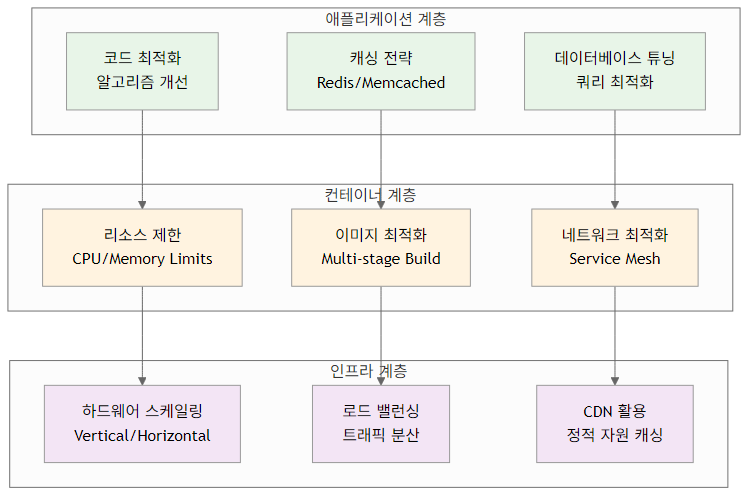 애플리케이션 계층
코드 최적화
알고리즘 개선
캐싱 전략
Redis/Memcached
데이터베이스 튜닝
쿼리 최적화
컨테이너 계층
리소스 제한
CPU/Memory Limits
이미지 최적화
Multi-stage Build
네트워크 최적화
Service Mesh
인프라 계층
하드웨어 스케일링
Vertical/Horizontal
로드 밸런싱
트래픽 분산
CDN 활용
정적 자원 캐싱